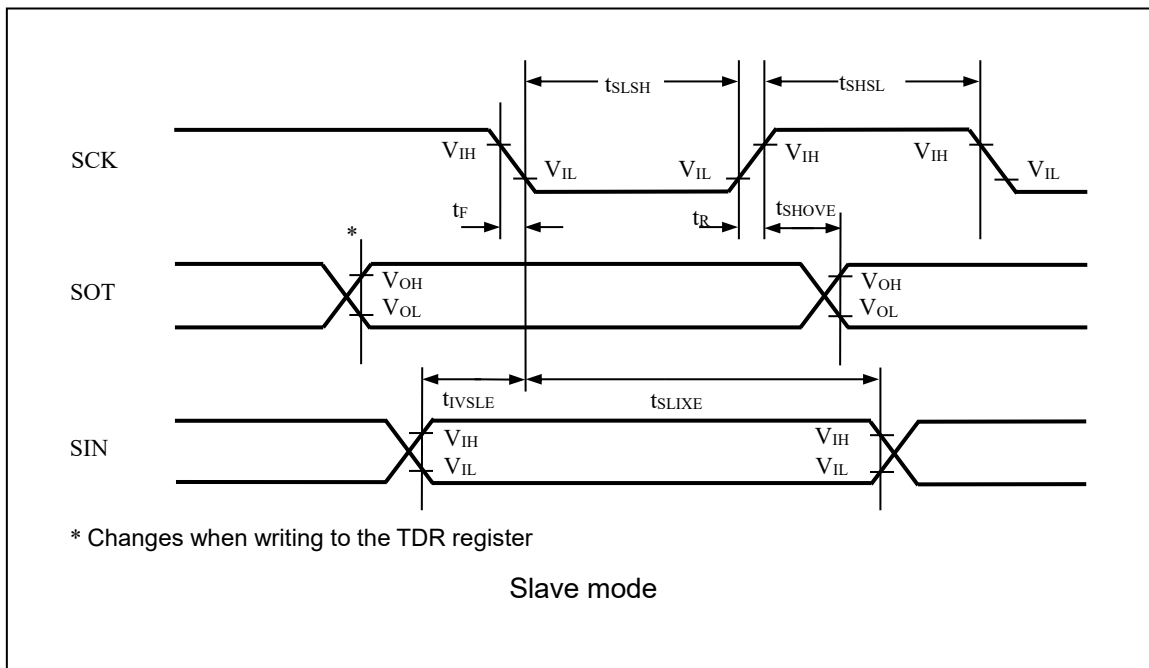 tSLSH tSHSL
SCK VIH VIL VIL VIH VIH VIL
tF tR tSHOVE
*
SOT VOH VOL VOH VOL
tIVSLE tSLIXE
SIN VIH VIL VIH VIL
* Changes when writing to the TDR register
Slave mode